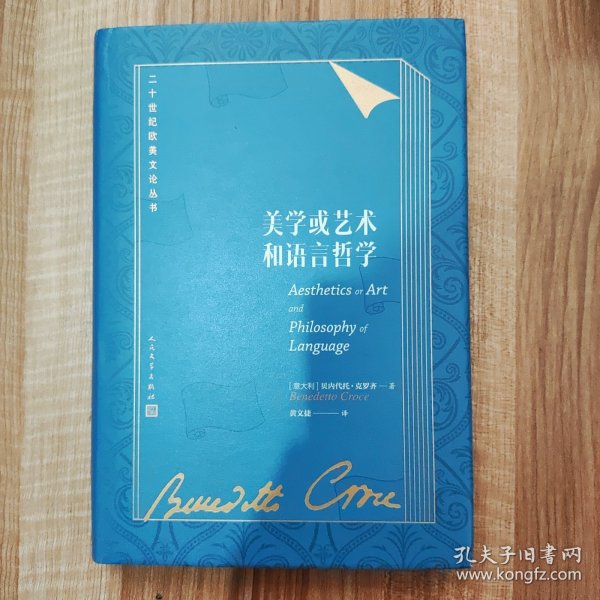 二十世纪欧美文论丛书
美学或艺术
和语言哲学
Aesthetics or Art
and
Philosophy of
Language
[意大利] 贝内代托·克罗齐 — 著
Benedetto Croce
黄文捷 —— 译
人民文学出版社
Benedetto Croce
孔夫子旧书网
www.kongfz.com